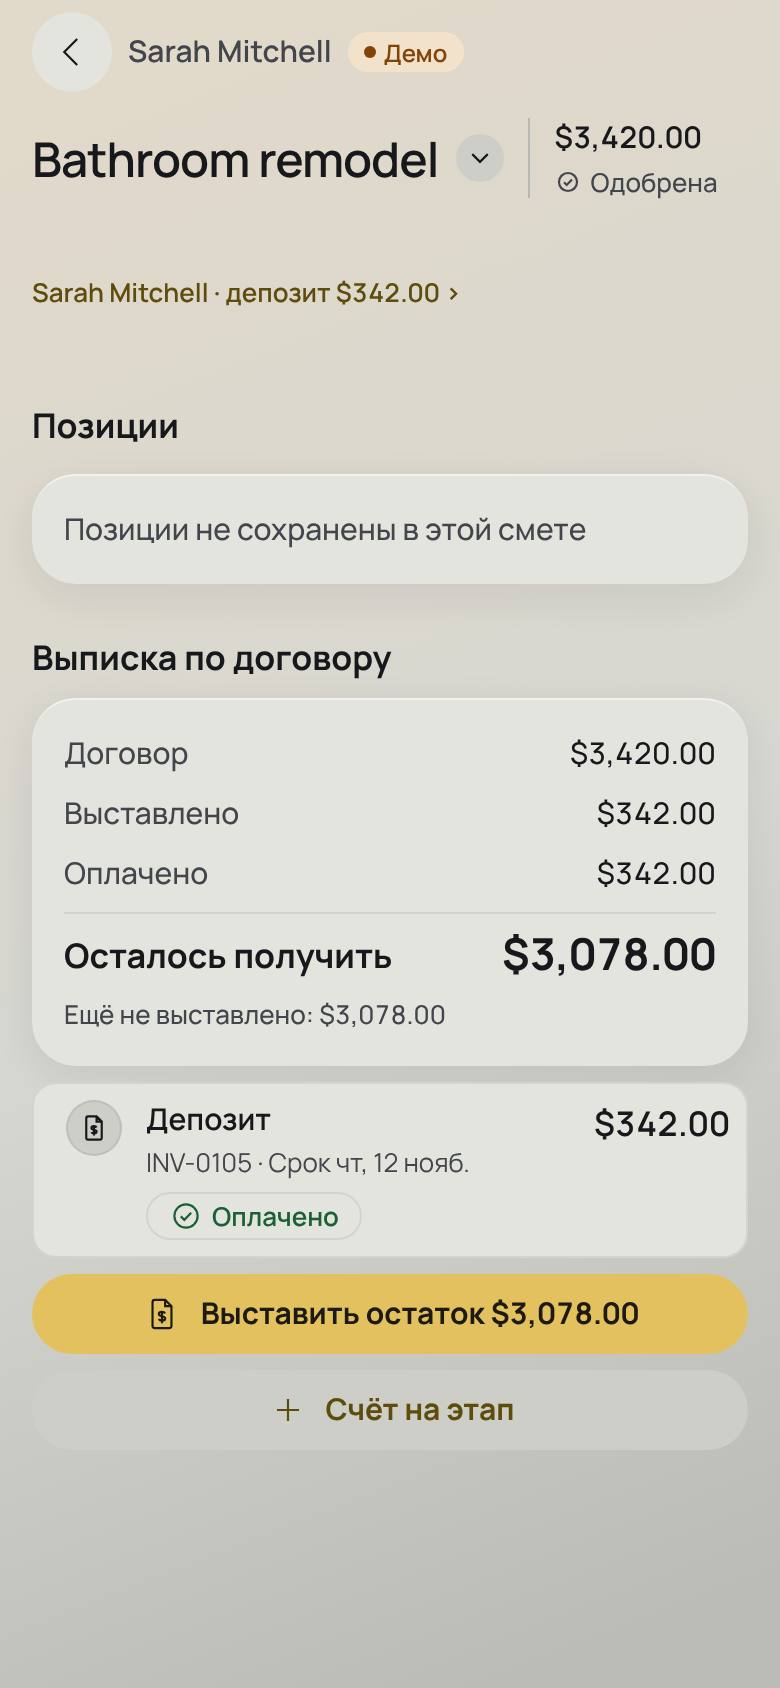 Sarah Mitchell
Демо
Bathroom remodel
$3,420.00
Одобрена
Sarah Mitchell · депозит $342.00 ›
Позиции
Позиции не сохранены в этой смете
Выписка по договору
Договор $3,420.00
Выставлено $342.00
Оплачено $342.00
Осталось получить $3,078.00
Ещё не выставлено: $3,078.00
Депозит $342.00
INV-0105 · Срок чт, 12 нояб.
Оплачено
Выставить остаток $3,078.00
Счёт на этап